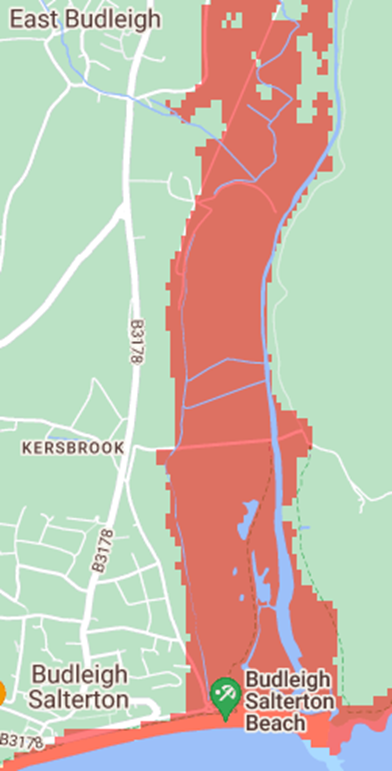 East Budleigh
B3178
KERSBROOK
B3178
Budleigh
Salterton
Budleigh
Salterton
Beach
B3178